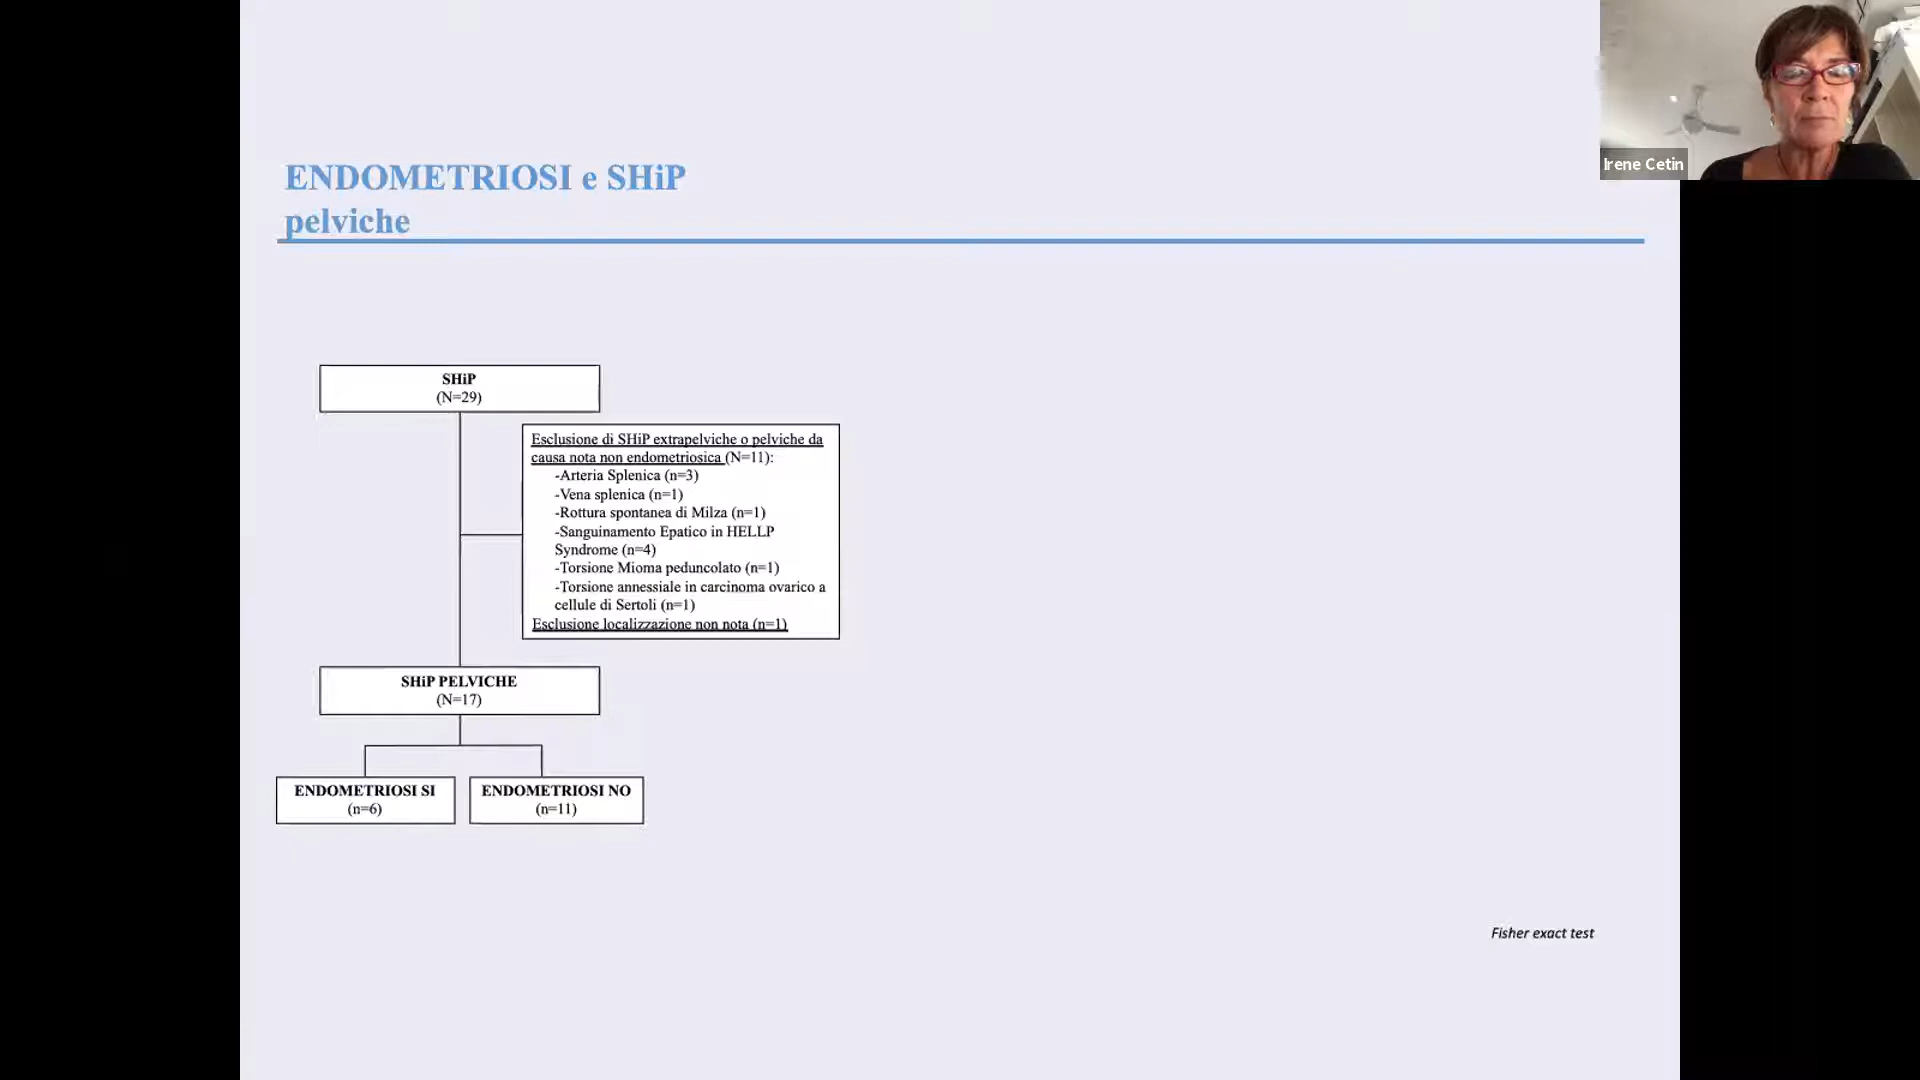 Irene Cetin
ENDOMETRIOSI e SHiP
pelviche
SHiP
(N=29)
Esclusione di SHiP extrapelviche o pelviche da
causa nota non endometriosica (N=11):
-Arteria Splenica (n=3)
-Vena splenica (n=1)
-Rottura spontanea di Milza (n=1)
-Sanguinamento Epatico in HELLP
Syndrome (n=4)
-Torsione Mioma peduncolato (n=1)
-Torsione annessiale in carcinoma ovarico a
cellule di Sertoli (n=1)
Esclusione localizzazione non nota (n=1)
SHiP PELVICHE
(N=17)
ENDOMETRIOSI SI
(n=6)
ENDOMETRIOSI NO
(n=11)
Fisher exact test